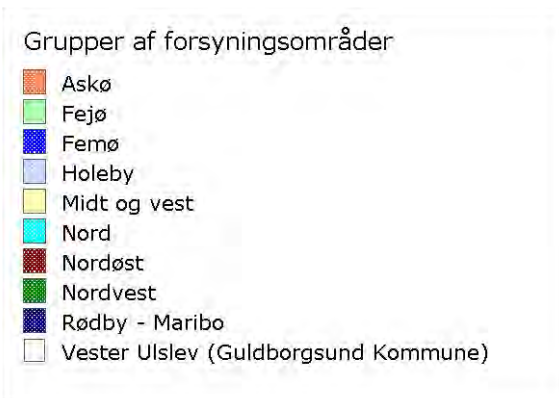 Grupper af forsyningsområder
Askø
Fejø
Femø
Holeby
Midt og vest
Nord
Nordøst
Nordvest
Rødby - Maribo
Vester Ulslev (Guldborgsund Kommune)